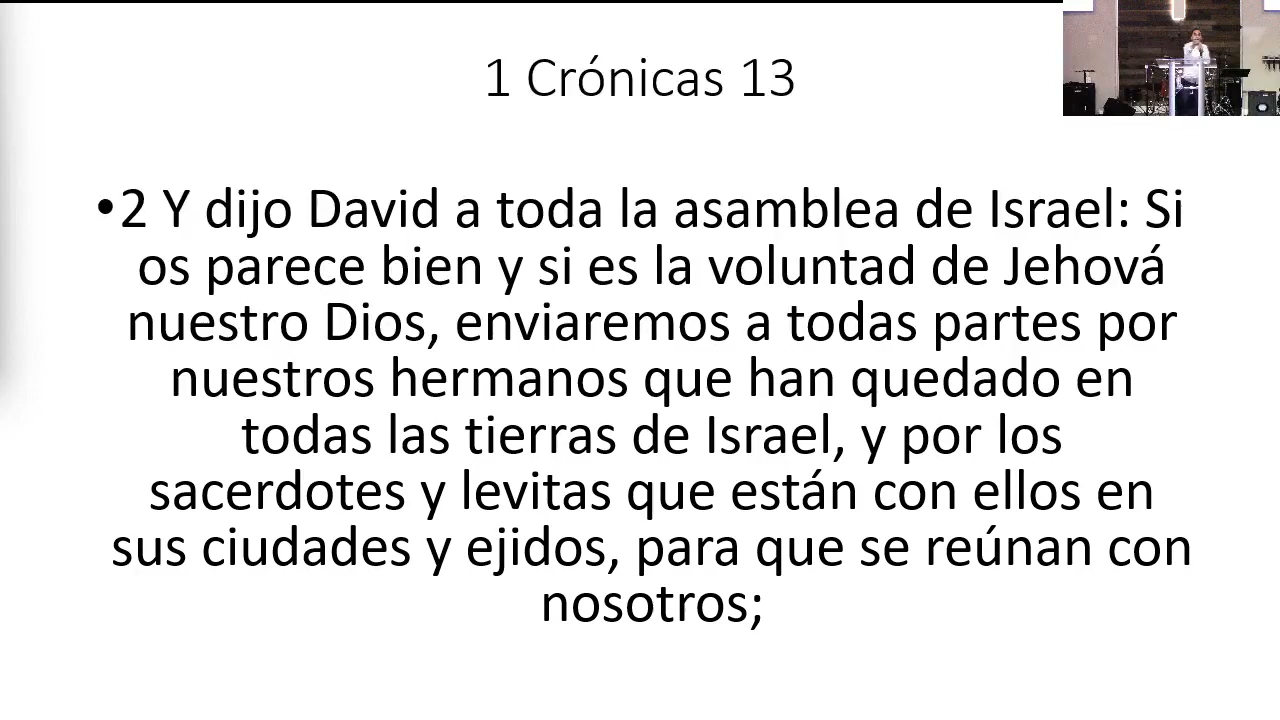 1 Crónicas 13
•2 Y dijo David a toda la asamblea de Israel: Si
os parece bien y si es la voluntad de Jehová
nuestro Dios, enviaremos a todas partes por
nuestros hermanos que han quedado en
todas las tierras de Israel, y por los
sacerdotes y levitas que están con ellos en
sus ciudades y ejidos, para que se reúnan con
nosotros;